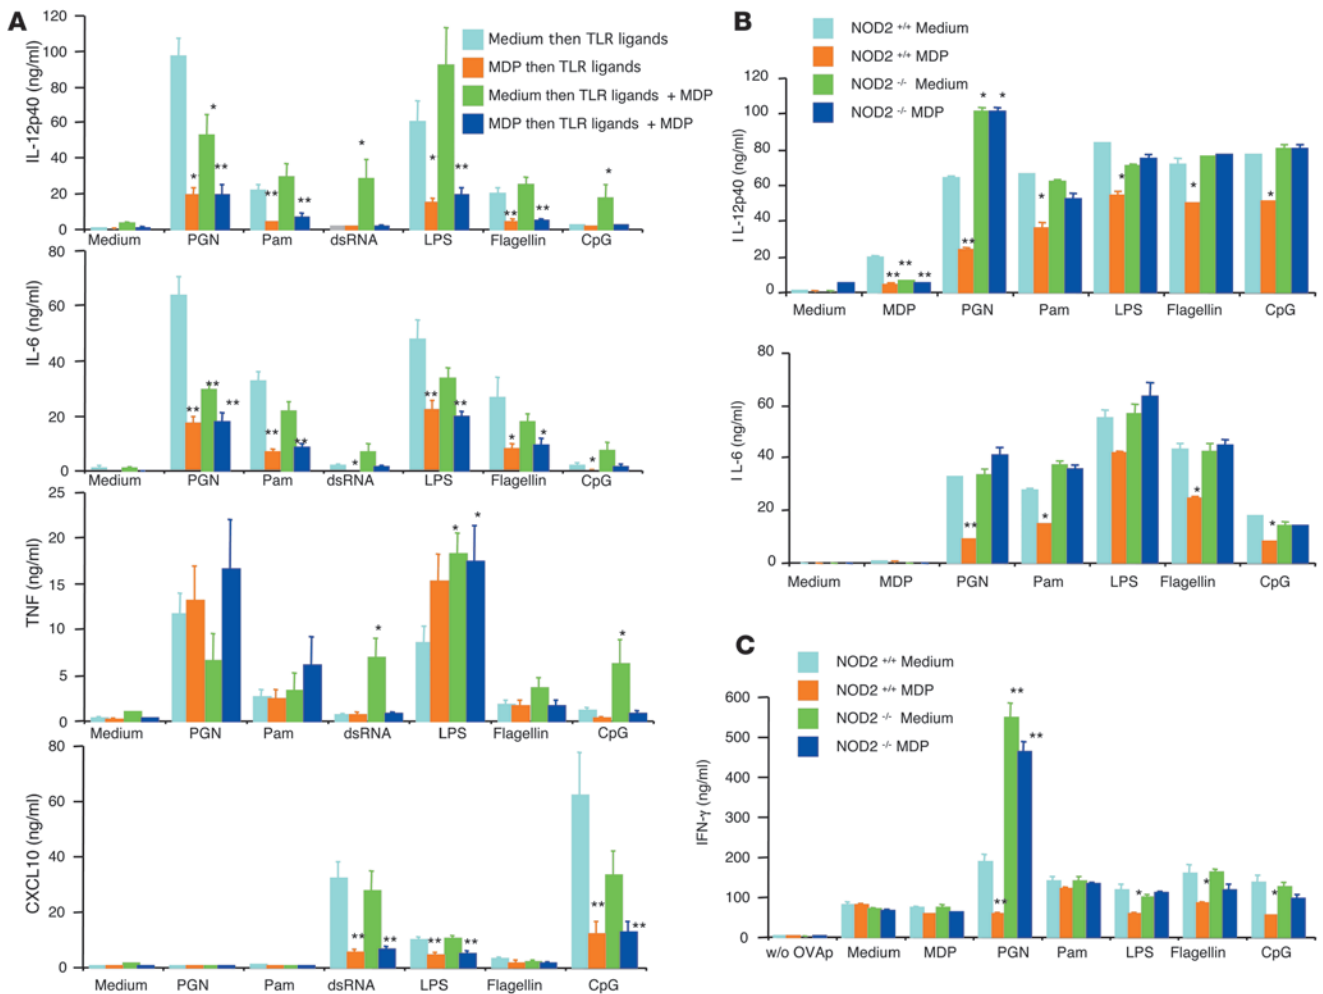 A
IL-12p40 (ng/ml)
120
100
80
60
40
20
0
Medium then TLR ligands
MDP then TLR ligands
Medium then TLR ligands + MDP
MDP then TLR ligands + MDP
* * ** ** ** * * ** ** ** *
Medium PGN Pam dsRNA LPS Flagellin CpG
IL-6 (ng/ml)
80
60
40
20
0
** ** ** ** ** * ** ** * * *
Medium PGN Pam dsRNA LPS Flagellin CpG
TNF (ng/ml)
25
20
15
10
5
0
* * * *
Medium PGN Pam dsRNA LPS Flagellin CpG
CXCL10 (ng/ml)
80
60
40
20
0
** ** ** ** ** **
Medium PGN Pam dsRNA LPS Flagellin CpG
B
NOD2 +/+ Medium
NOD2 +/+ MDP
NOD2 -/- Medium
NOD2 -/- MDP
I L-12p40 (ng/ml)
120
100
80
60
40
20
0
** ** ** ** * * * * * *
Medium MDP PGN Pam LPS Flagellin CpG
I L-6 (ng/ml)
80
60
40
20
0
** * * *
Medium MDP PGN Pam LPS Flagellin CpG
C
NOD2 +/+ Medium
NOD2 +/+ MDP
NOD2 -/- Medium
NOD2 -/- MDP
IFN-γ (ng/ml)
600
500
400
300
200
100
0
** ** ** * * *
w/o OVAp Medium MDP PGN Pam LPS Flagellin CpG